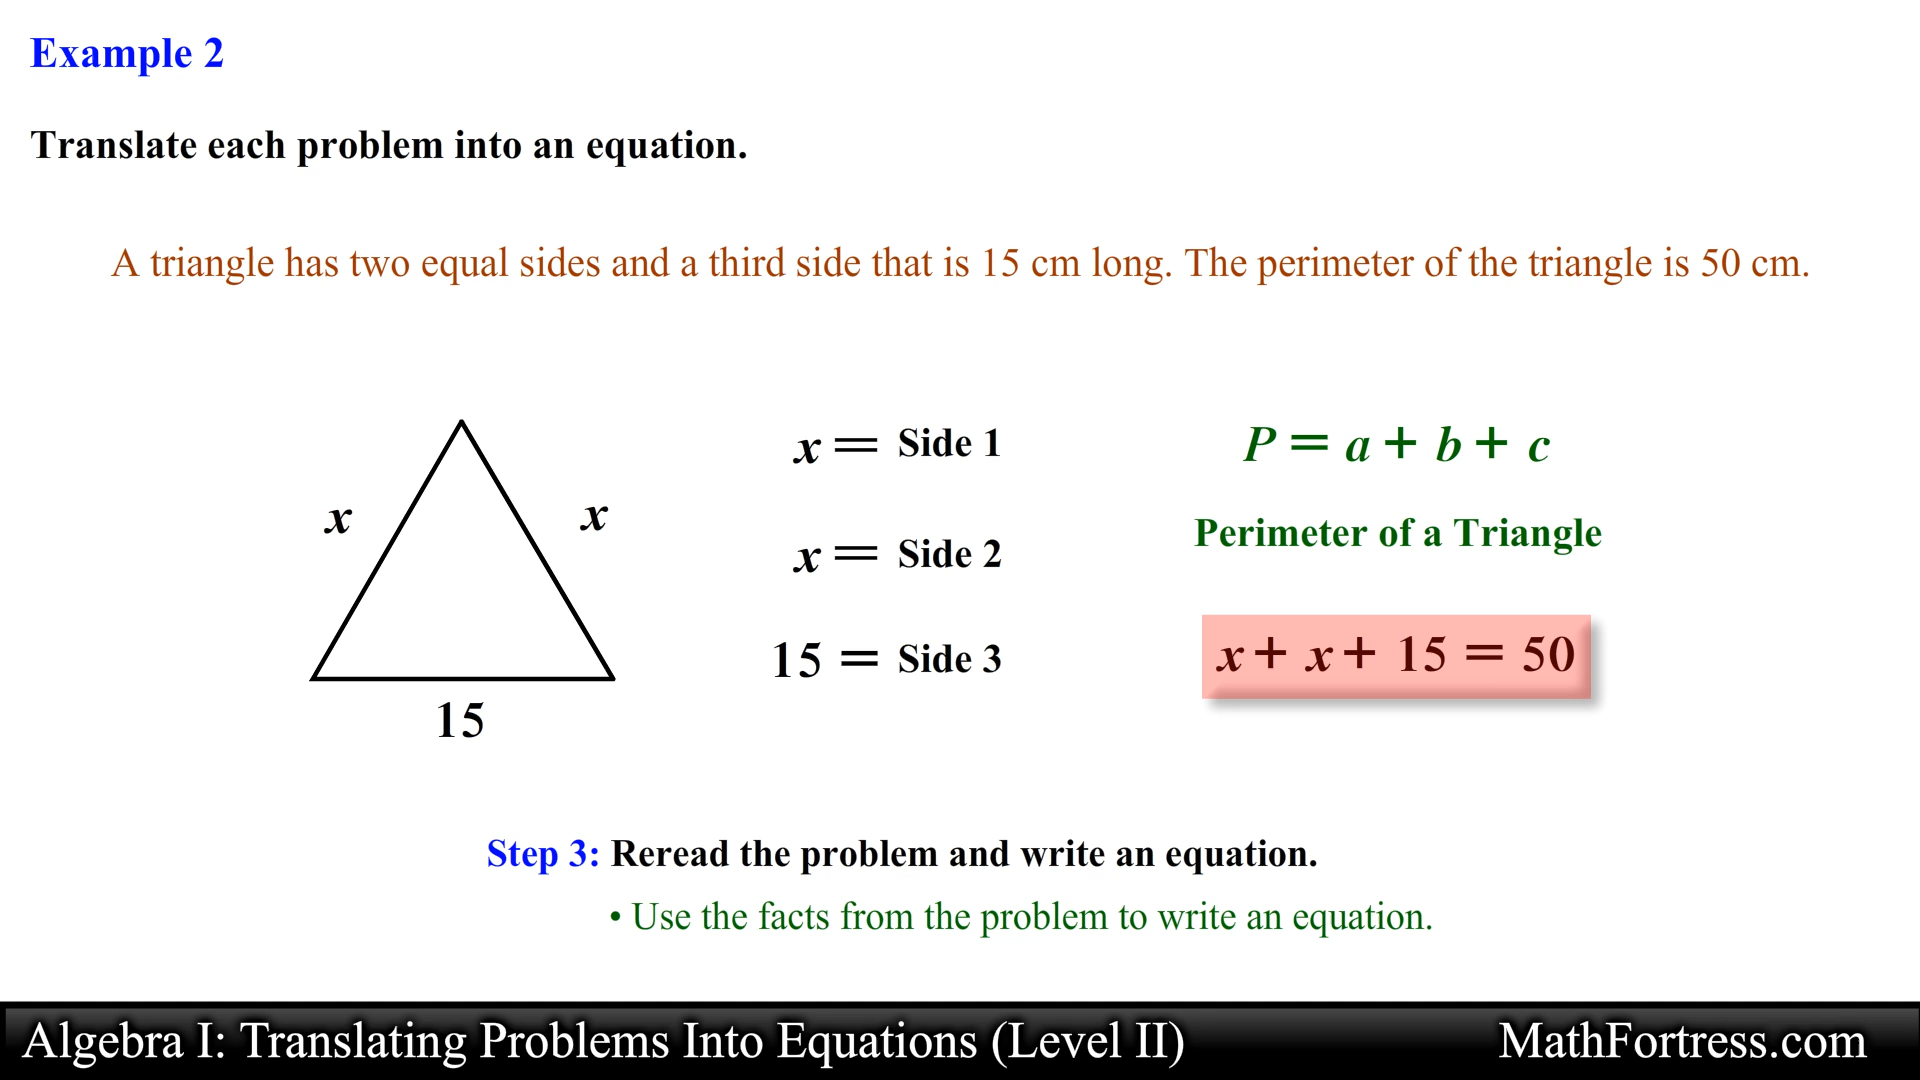 Example 2
Translate each problem into an equation.
A triangle has two equal sides and a third side that is 15 cm long. The perimeter of the triangle is 50 cm.
x
x
15
x = Side 1
x = Side 2
15 = Side 3
P = a + b + c
Perimeter of a Triangle
x + x + 15 = 50
Step 3: Reread the problem and write an equation.
• Use the facts from the problem to write an equation.
Algebra I: Translating Problems Into Equations (Level II)
MathFortress.com